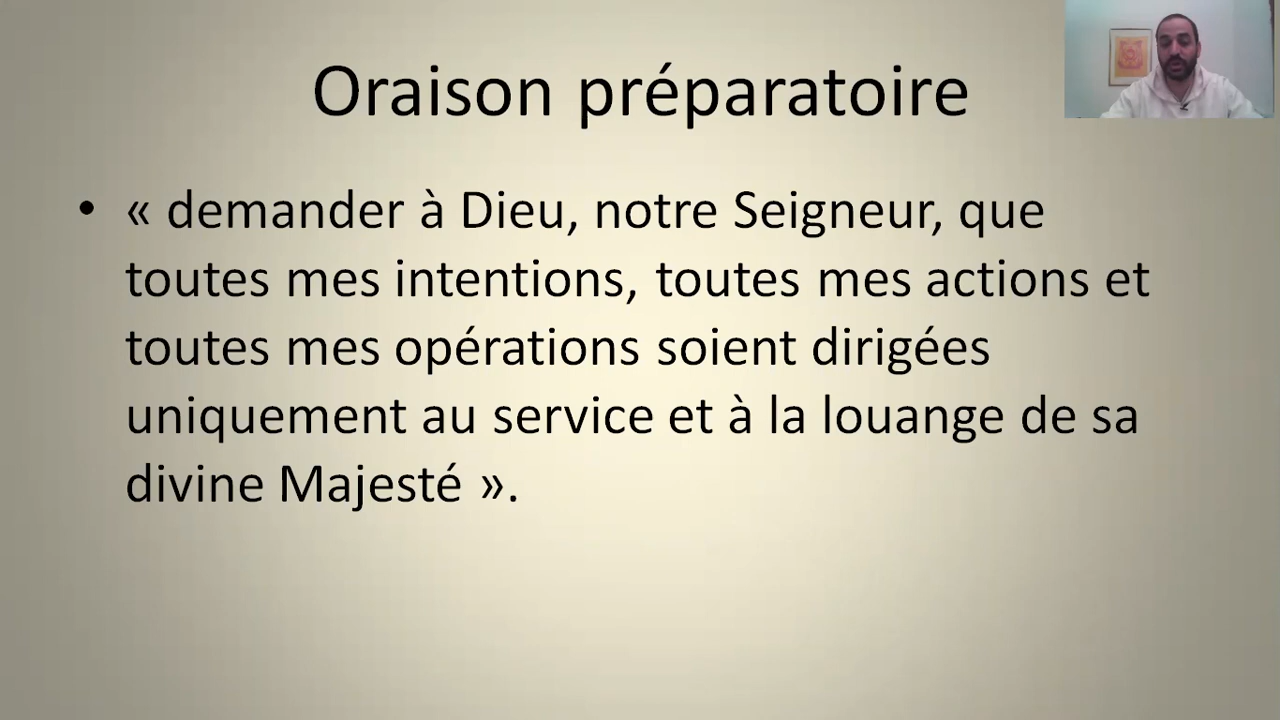 Oraison préparatoire
• « demander à Dieu, notre Seigneur, que
toutes mes intentions, toutes mes actions et
toutes mes opérations soient dirigées
uniquement au service et à la louange de sa
divine Majesté ».